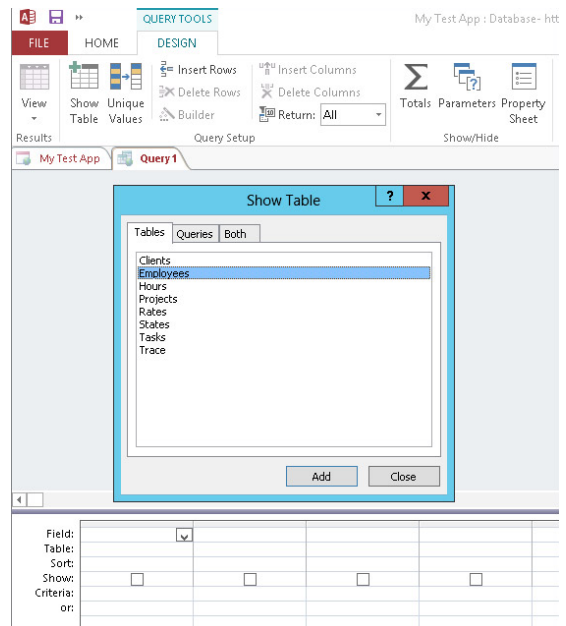 QUERY TOOLS
My Test App : Database- htt
FILE HOME DESIGN
View
Show Table
Unique Values
Insert Rows
Delete Rows
Builder
Insert Columns
Delete Columns
Return: All
Totals
Parameters
Property Sheet
Results
Query Setup
Show/Hide
My Test App
Query1
Show Table
? x
Tables Queries Both
Clients
Employees
Hours
Projects
Rates
States
Tasks
Trace
Add Close
Field:
Table:
Sort:
Show:
Criteria:
or: